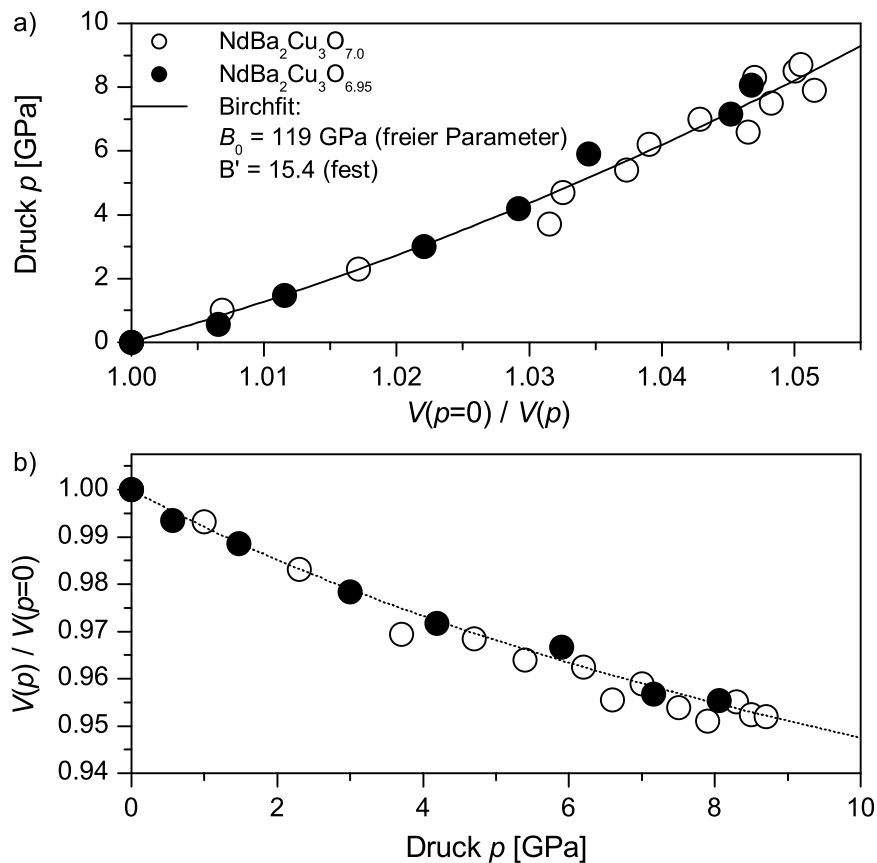 a)
10
8
6
4
2
0
Druck p [GPa]
NdBa₂Cu₃O₇.₀
NdBa₂Cu₃O₆.₉₅
Birchfit:
B₀ = 119 GPa (freier Parameter)
B' = 15.4 (fest)
1.00 1.01 1.02 1.03 1.04 1.05
V(p=0) / V(p)
b)
1.00
0.99
0.98
0.97
0.96
0.95
0.94
V(p) / V(p=0)
0 2 4 6 8 10
Druck p [GPa]